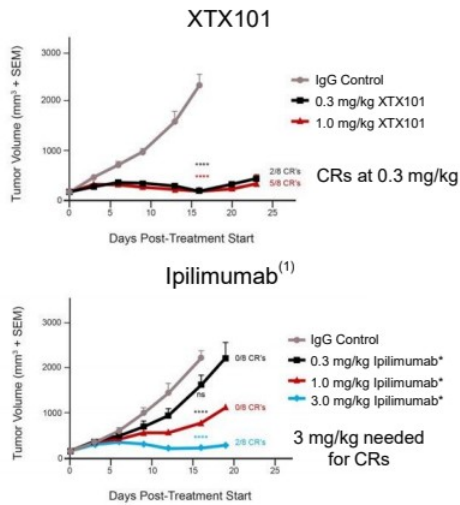 XTX101
Tumor Volume (mm³ + SEM)
3000
2000
1000
0
0 5 10 15 20 25
Days Post-Treatment Start
****
****
2/8 CR's
5/8 CR's
IgG Control
0.3 mg/kg XTX101
1.0 mg/kg XTX101
CRs at 0.3 mg/kg
Ipilimumab(1)
Tumor Volume (mm³ + SEM)
3000
2000
1000
0
0 5 10 15 20
Days Post-Treatment Start
0/8 CR's
ns
****
0/8 CR's
****
2/8 CR's
IgG Control
0.3 mg/kg Ipilimumab*
1.0 mg/kg Ipilimumab*
3.0 mg/kg Ipilimumab*
3 mg/kg needed
for CRs